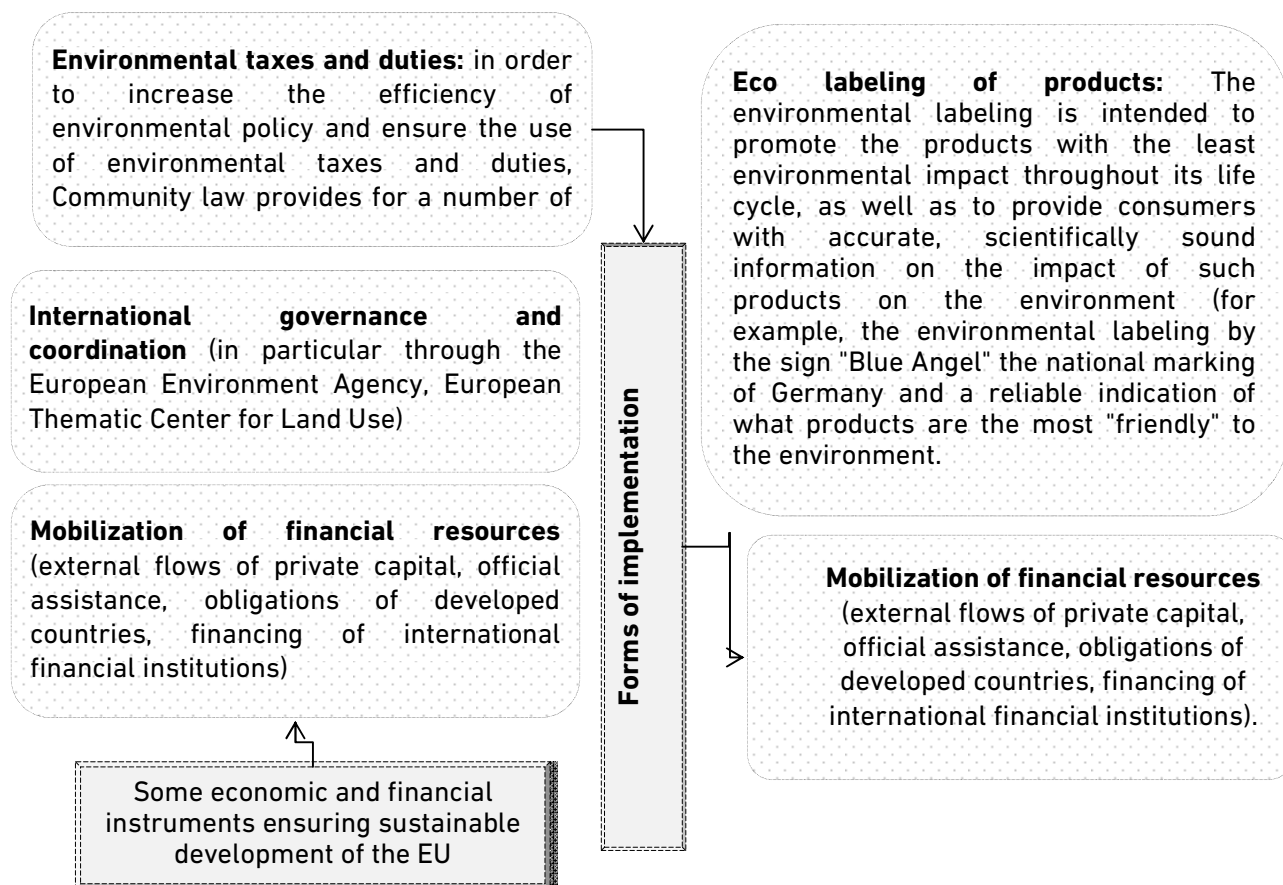 Environmental taxes and duties: in order
to increase the efficiency of
environmental policy and ensure the use
of environmental taxes and duties,
Community law provides for a number of
International governance and
coordination (in particular through the
European Environment Agency, European
Thematic Center for Land Use)
Mobilization of financial resources
(external flows of private capital, official
assistance, obligations of developed
countries, financing of international
financial institutions)
Some economic and financial
instruments ensuring sustainable
development of the EU
Forms of implementation
Eco labeling of products: The
environmental labeling is intended to
promote the products with the least
environmental impact throughout its life
cycle, as well as to provide consumers
with accurate, scientifically sound
information on the impact of such
products on the environment (for
example, the environmental labeling by
the sign "Blue Angel" the national marking
of Germany and a reliable indication of
what products are the most "friendly" to
the environment.
Mobilization of financial resources
(external flows of private capital,
official assistance, obligations of
developed countries, financing of
international financial institutions).